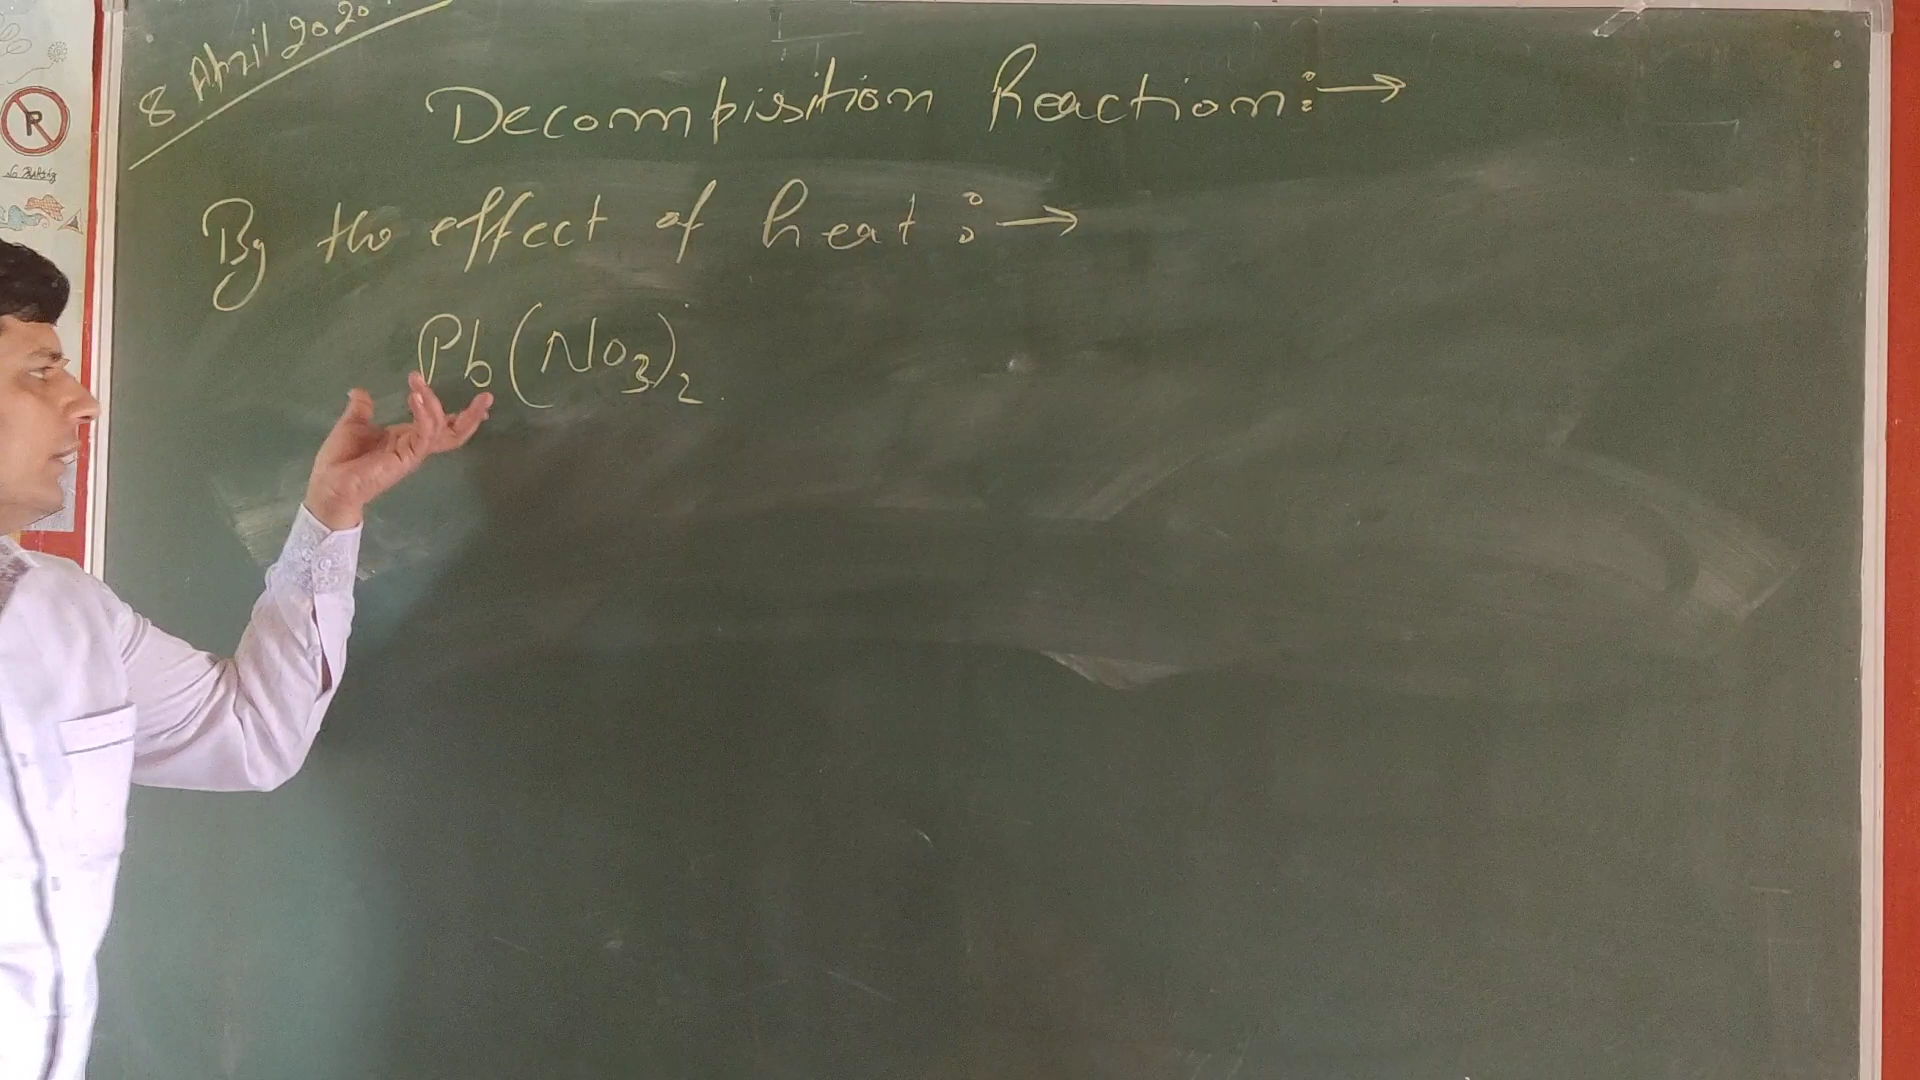 8 April 2020
Decompisition Reaction:→
By the effect of heat :→
Pb(No₃)₂
R